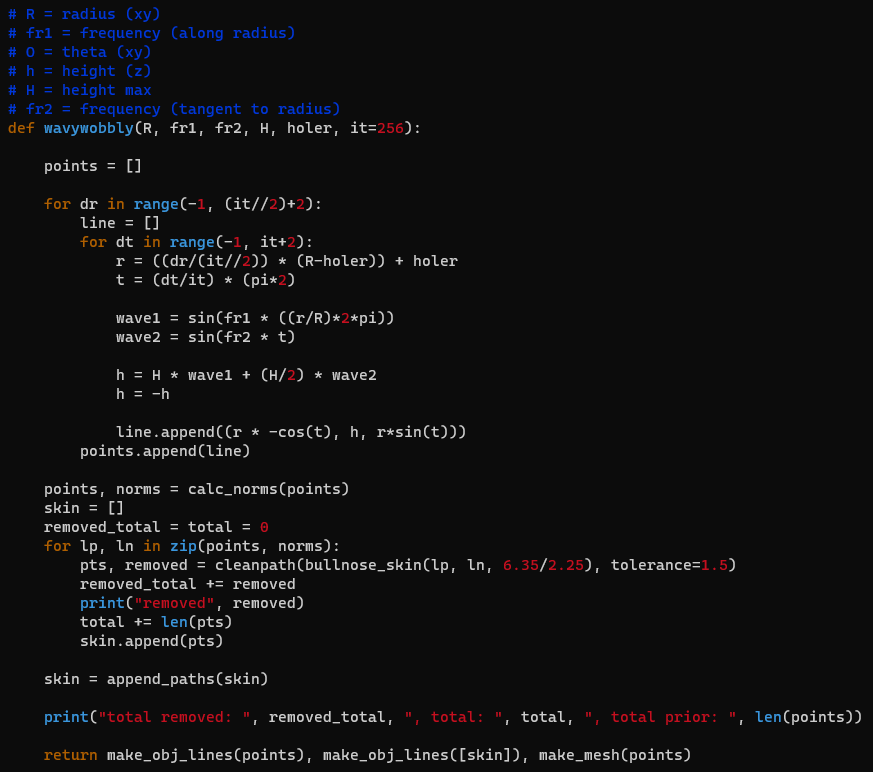 # R = radius (xy)
# fr1 = frequency (along radius)
# O = theta (xy)
# h = height (z)
# H = height max
# fr2 = frequency (tangent to radius)
def wavywobbly(R, fr1, fr2, H, holer, it=256):
    points = []
    for dr in range(-1, (it//2)+2):
        line = []
        for dt in range(-1, it+2):
            r = ((dr/(it//2)) * (R-holer)) + holer
            t = (dt/it) * (pi*2)
            wave1 = sin(fr1 * ((r/R)*2*pi))
            wave2 = sin(fr2 * t)
            h = H * wave1 + (H/2) * wave2
            h = -h
            line.append((r * -cos(t), h, r*sin(t)))
        points.append(line)
    points, norms = calc_norms(points)
    skin = []
    removed_total = total = 0
    for lp, ln in zip(points, norms):
        pts, removed = cleanpath(bullnose_skin(lp, ln, 6.35/2.25), tolerance=1.5)
        removed_total += removed
        print("removed", removed)
        total += len(pts)
        skin.append(pts)
    skin = append_paths(skin)
    print("total removed: ", removed_total, ", total: ", total, ", total prior: ", len(points))
    return make_obj_lines(points), make_obj_lines([skin]), make_mesh(points)